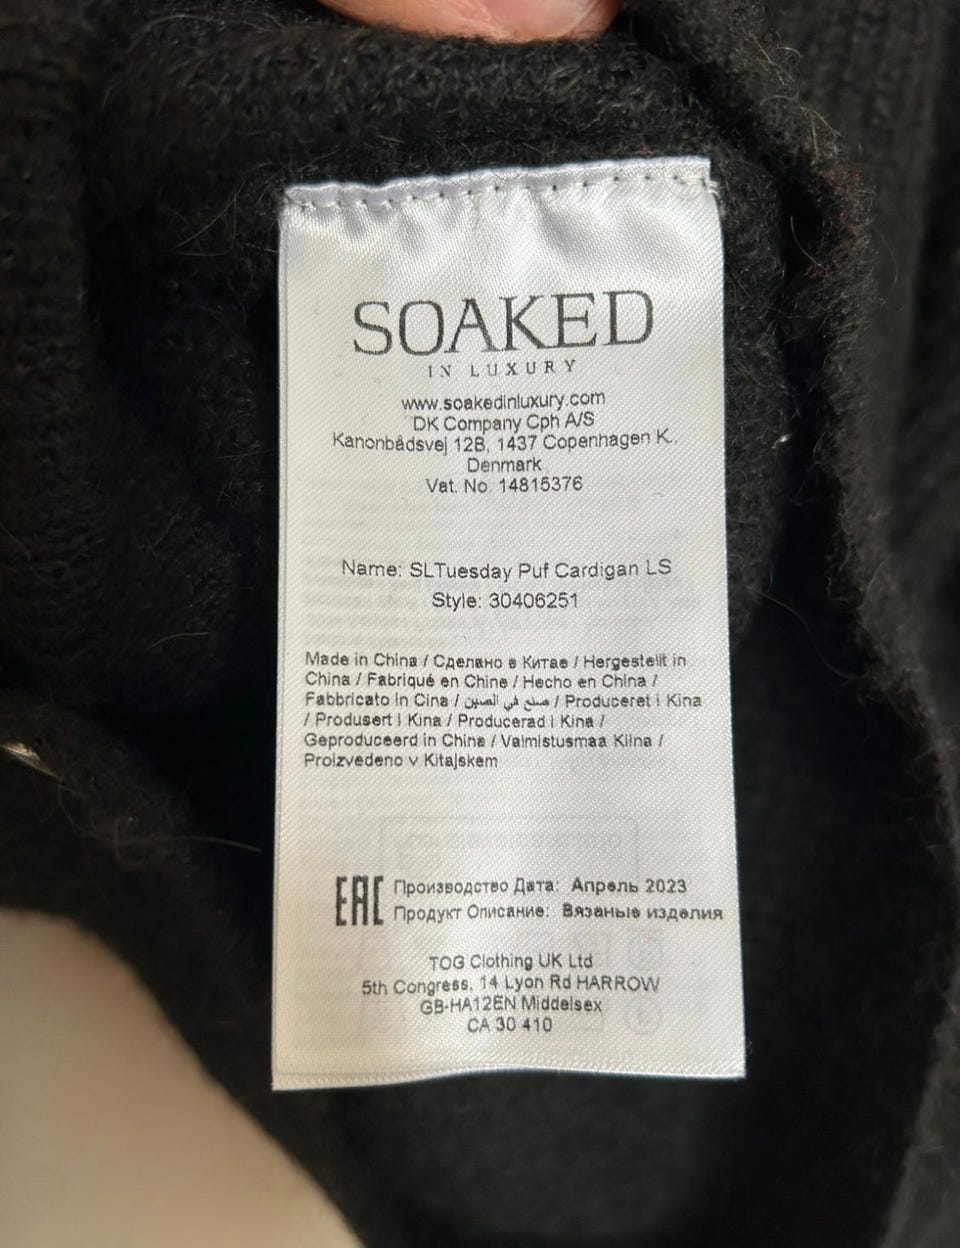 SOAKED
IN LUXURY
www.soakedinluxury.com
DK Company Cph A/S
Kanonbådsvej 12B, 1437 Copenhagen K.,
Denmark
Vat. No. 14815376
Name: SLTuesday Puf Cardigan LS
Style: 30406251
Made in China / Сделано в Китае / Hergestellt in
China / Fabriqué en Chine / Hecho en China /
Fabbricato in Cina / صنع في الصين / Produceret i Kina
/ Produsert i Kina / Producerad i Kina /
Geproduceerd in China / Valmistusmaa Kiina /
Proizvedeno v Kitajskem
EAC
Производство Дата: Апрель 2023
Продукт Описание: Вязаные изделия
TOG Clothing UK Ltd
5th Congress, 14 Lyon Rd HARROW
GB-HA12EN Middelsex
CA 30 410